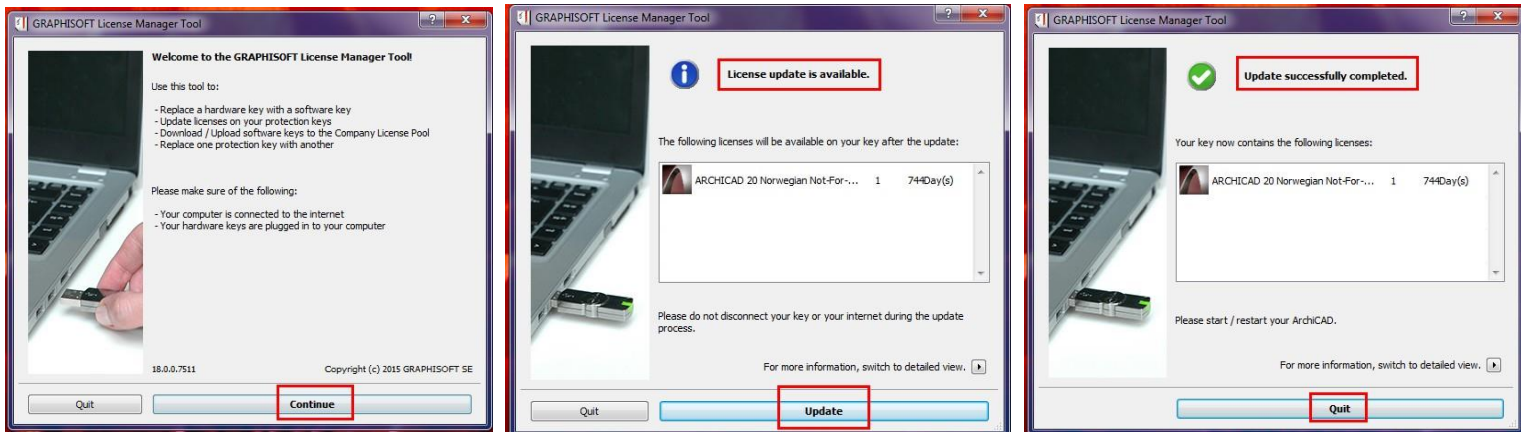 GRAPHISOFT License Manager Tool
Welcome to the GRAPHISOFT License Manager Tool!
Use this tool to:
- Replace a hardware key with a software key
- Update licenses on your protection keys
- Download / Upload software keys to the Company License Pool
- Replace one protection key with another
Please make sure of the following:
- Your computer is connected to the internet
- Your hardware keys are plugged in to your computer
18.0.0.7511 Copyright (c) 2015 GRAPHISOFT SE
Quit Continue
GRAPHISOFT License Manager Tool
License update is available.
The following licenses will be available on your key after the update:
ARCHICAD 20 Norwegian Not-For-... 1 744Day(s)
Please do not disconnect your key or your internet during the update
process.
For more information, switch to detailed view.
Quit Update
GRAPHISOFT License Manager Tool
Update successfully completed.
Your key now contains the following licenses:
ARCHICAD 20 Norwegian Not-For-... 1 744Day(s)
Please start / restart your ArchiCAD.
For more information, switch to detailed view.
Quit